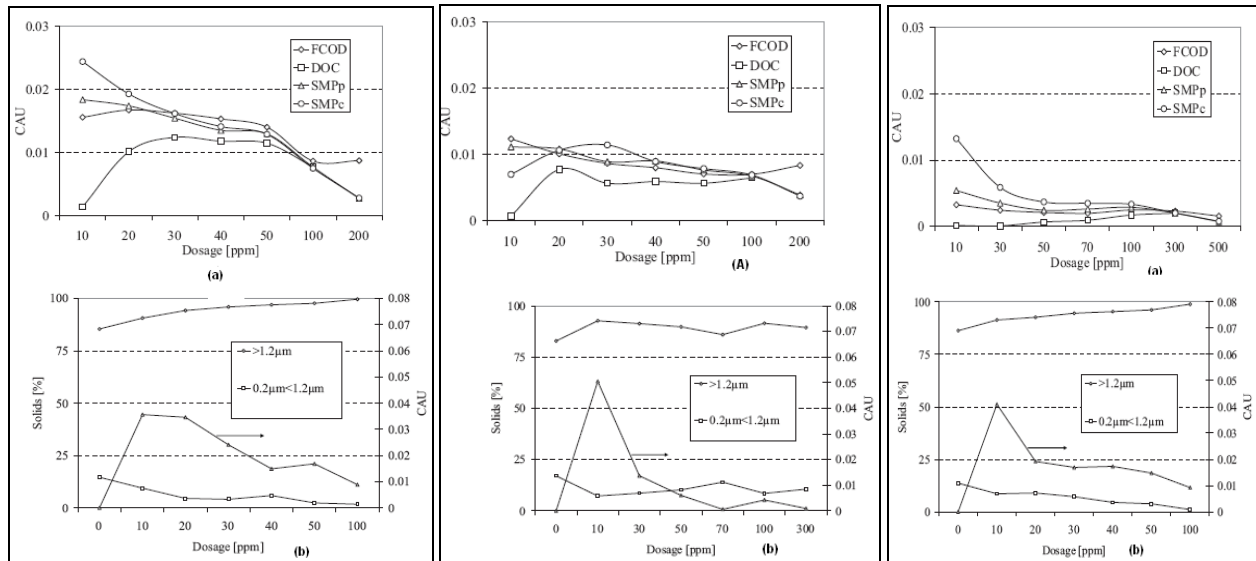 0.03
0.02
0.01
0
CAU
FCOD
DOC
SMPp
SMPc
10 20 30 40 50 100 200
Dosage [ppm]
(a)
0.03
0.02
0.01
0
CAU
FCOD
DOC
SMPp
SMPc
10 20 30 40 50 100 200
Dosage [ppm]
(A)
0.03
0.02
0.01
0
CAU
FCOD
DOC
SMPp
SMPc
10 30 50 70 100 300 500
Dosage [ppm]
(a)
100
75
50
25
0
Solids [%]
>1.2µm
0.2µm<1.2µm
0.08
0.07
0.06
0.05
0.04
0.03
0.02
0.01
0
CAU
0 10 20 30 40 50 100
Dosage [ppm]
(b)
100
75
50
25
0
Solids [%]
>1.2µm
0.2µm<1.2µm
0.08
0.07
0.06
0.05
0.04
0.03
0.02
0.01
0
CAU
0 10 30 50 70 100 300
Dosage [ppm]
(b)
100
75
50
25
0
Solids [%]
>1.2µm
0.2µm<1.2µm
0.08
0.07
0.06
0.05
0.04
0.03
0.02
0.01
0
CAU
0 10 20 30 40 50 100
Dosage [ppm]
(b)